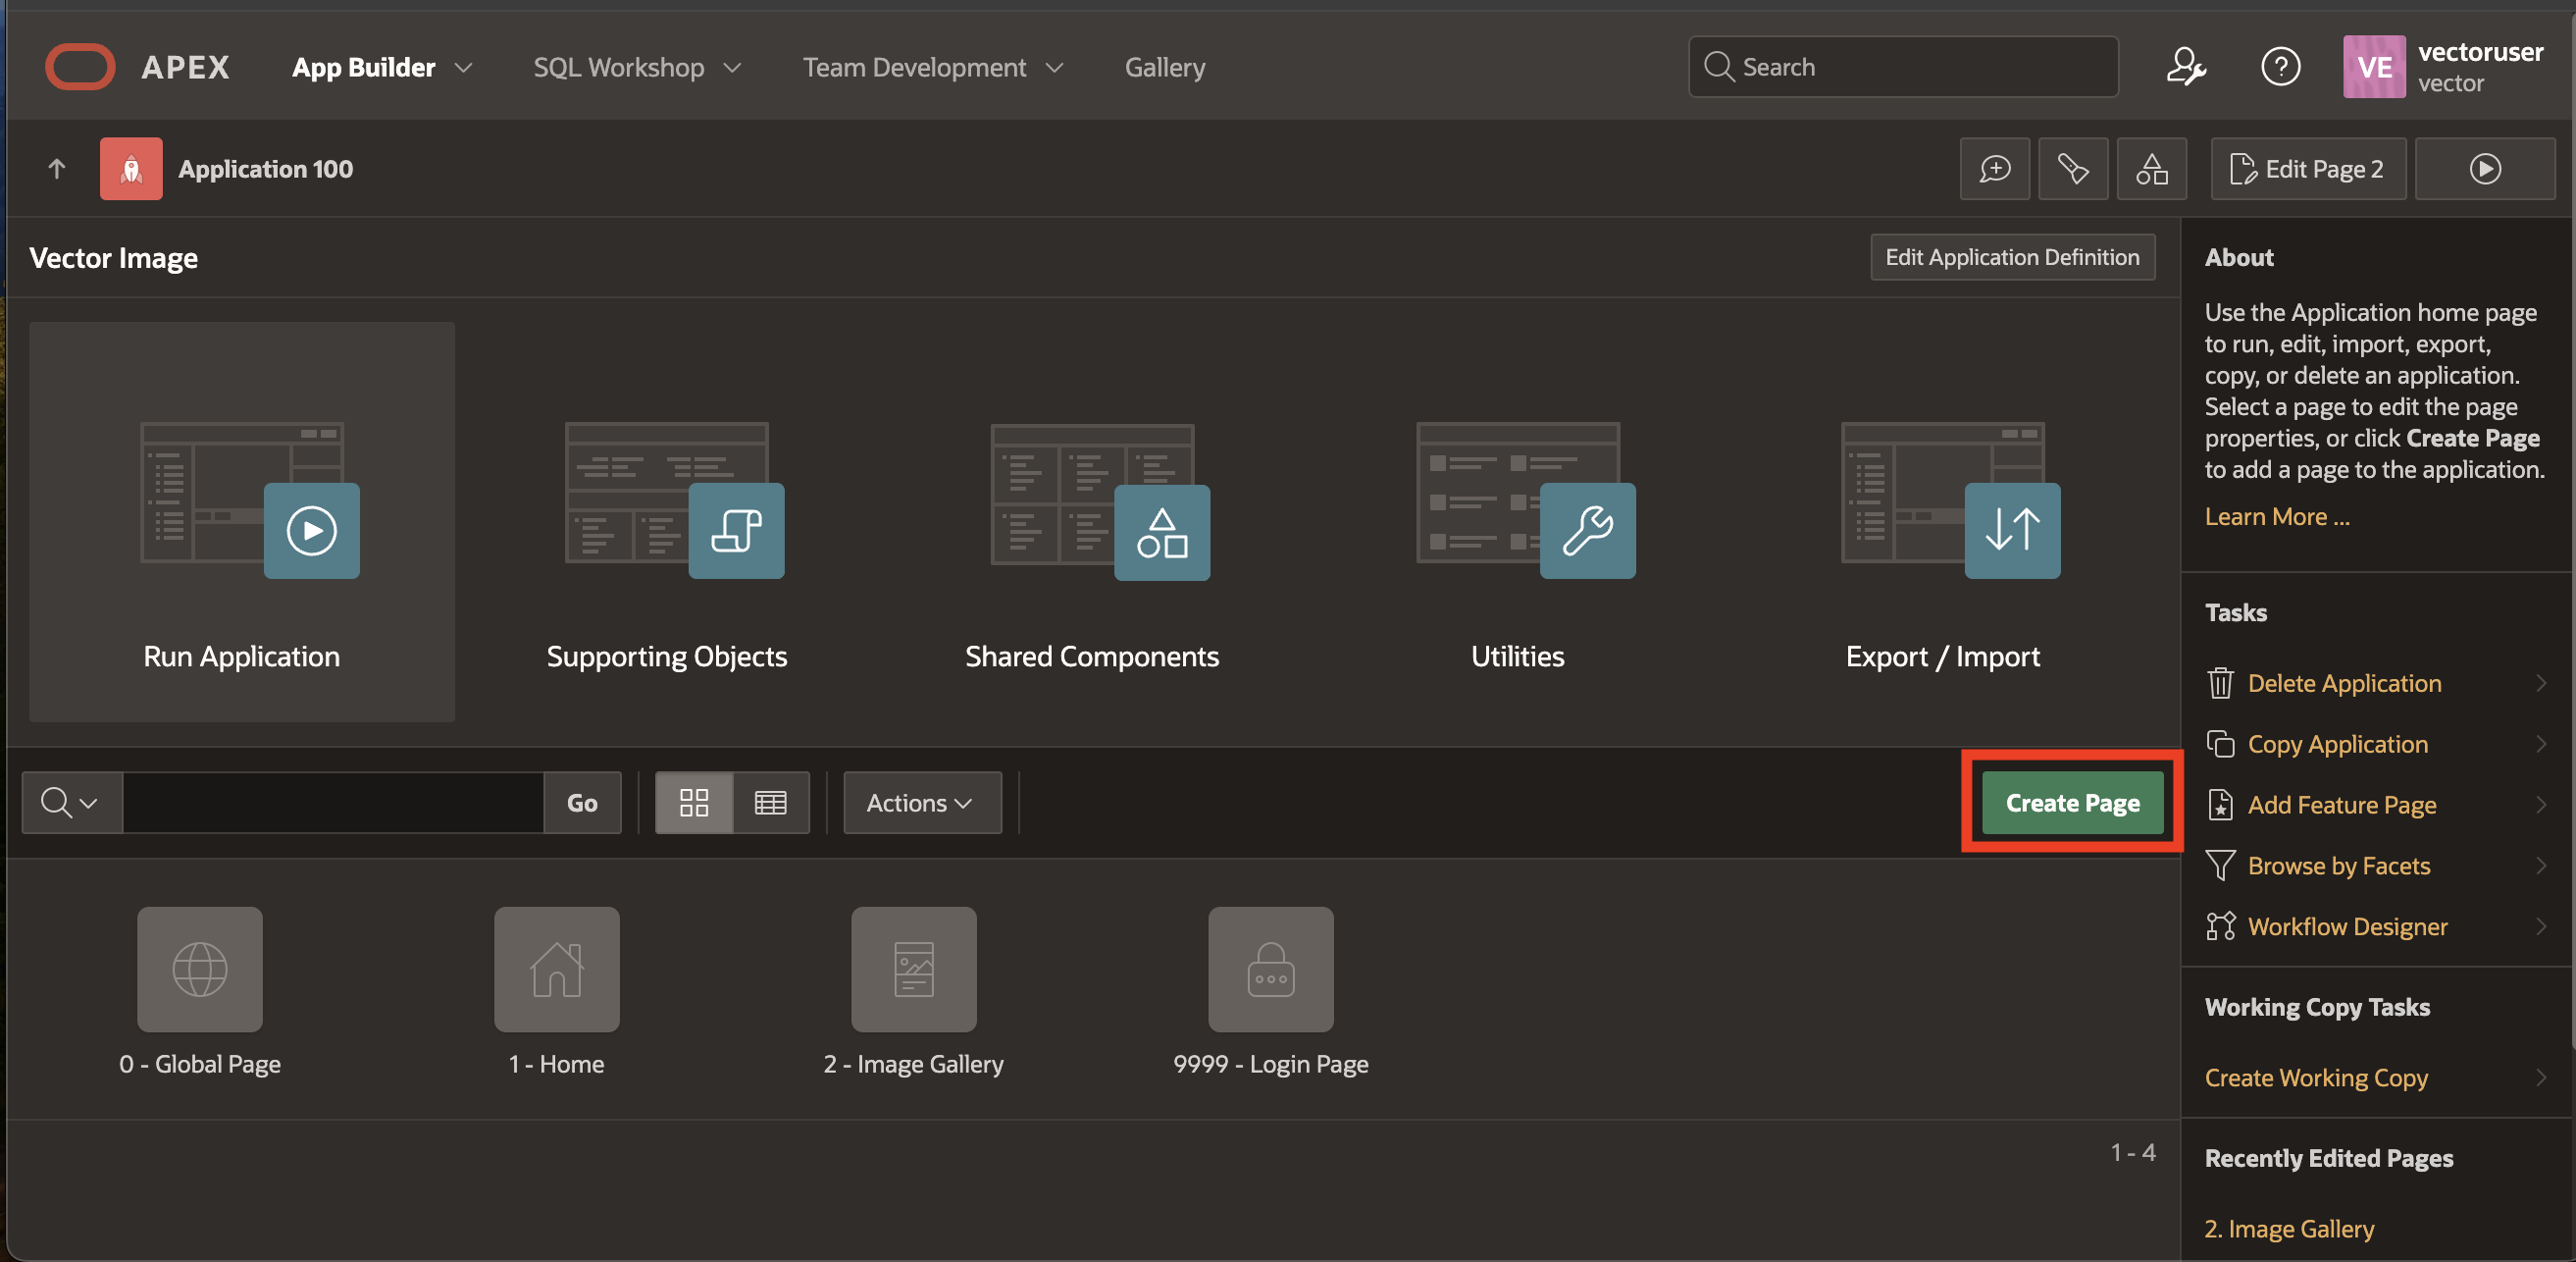 APEX
App Builder
SQL Workshop
Team Development
Gallery
Search
VE
vectoruser
vector
Application 100
Edit Page 2
Vector Image
Edit Application Definition
Run Application
Supporting Objects
Shared Components
Utilities
Export / Import
Go
Actions
Create Page
0 - Global Page
1 - Home
2 - Image Gallery
9999 - Login Page
1 - 4
About
Use the Application home page
to run, edit, import, export,
copy, or delete an application.
Select a page to edit the page
properties, or click Create Page
to add a page to the application.
Learn More ...
Tasks
Delete Application
Copy Application
Add Feature Page
Browse by Facets
Workflow Designer
Working Copy Tasks
Create Working Copy
Recently Edited Pages
2. Image Gallery